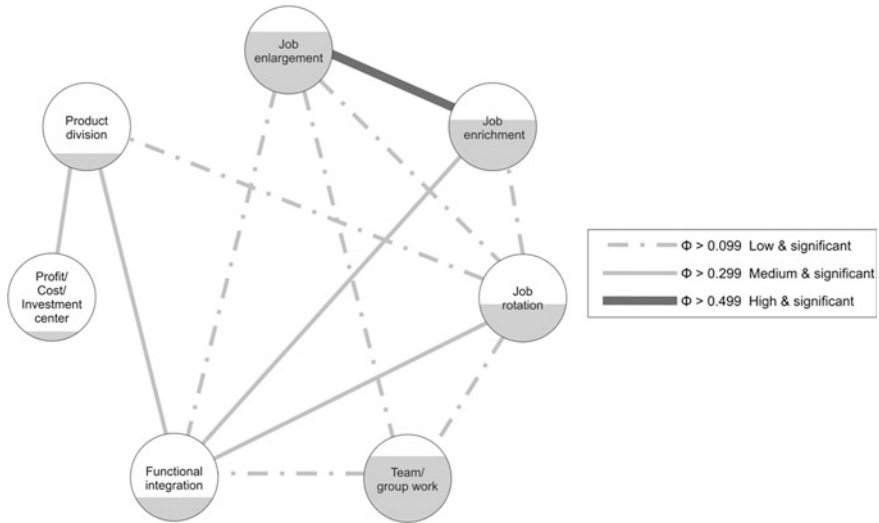 Job
enlargement
Product
division
Job
enrichment
Profit/
Cost/
Investment
center
Job
rotation
Φ > 0.099 Low & significant
Φ > 0.299 Medium & significant
Φ > 0.499 High & significant
Functional
integration
Team/
group work